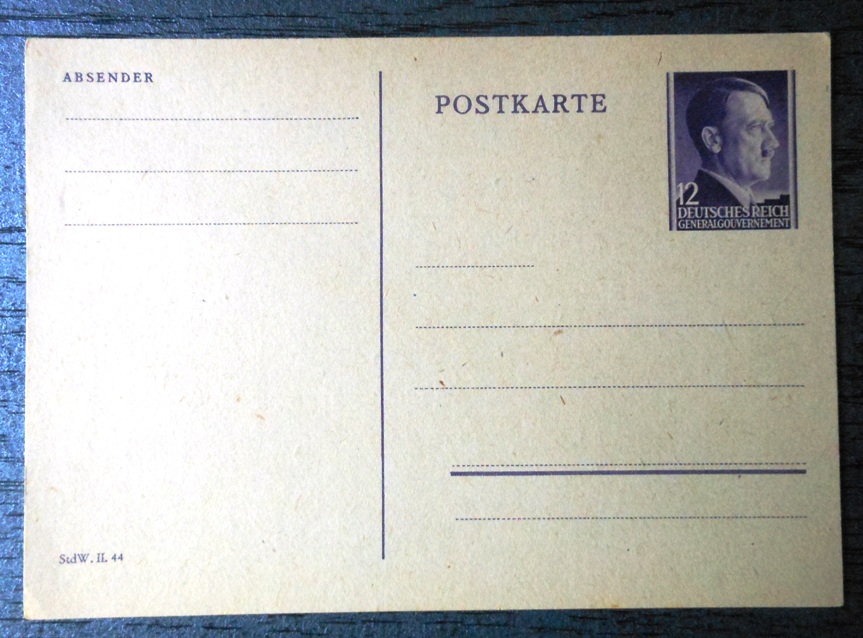 ABSENDER
POSTKARTE
12
DEUTSCHES REICH
GENERALGOUVERNEMENT
StdW. II. 44